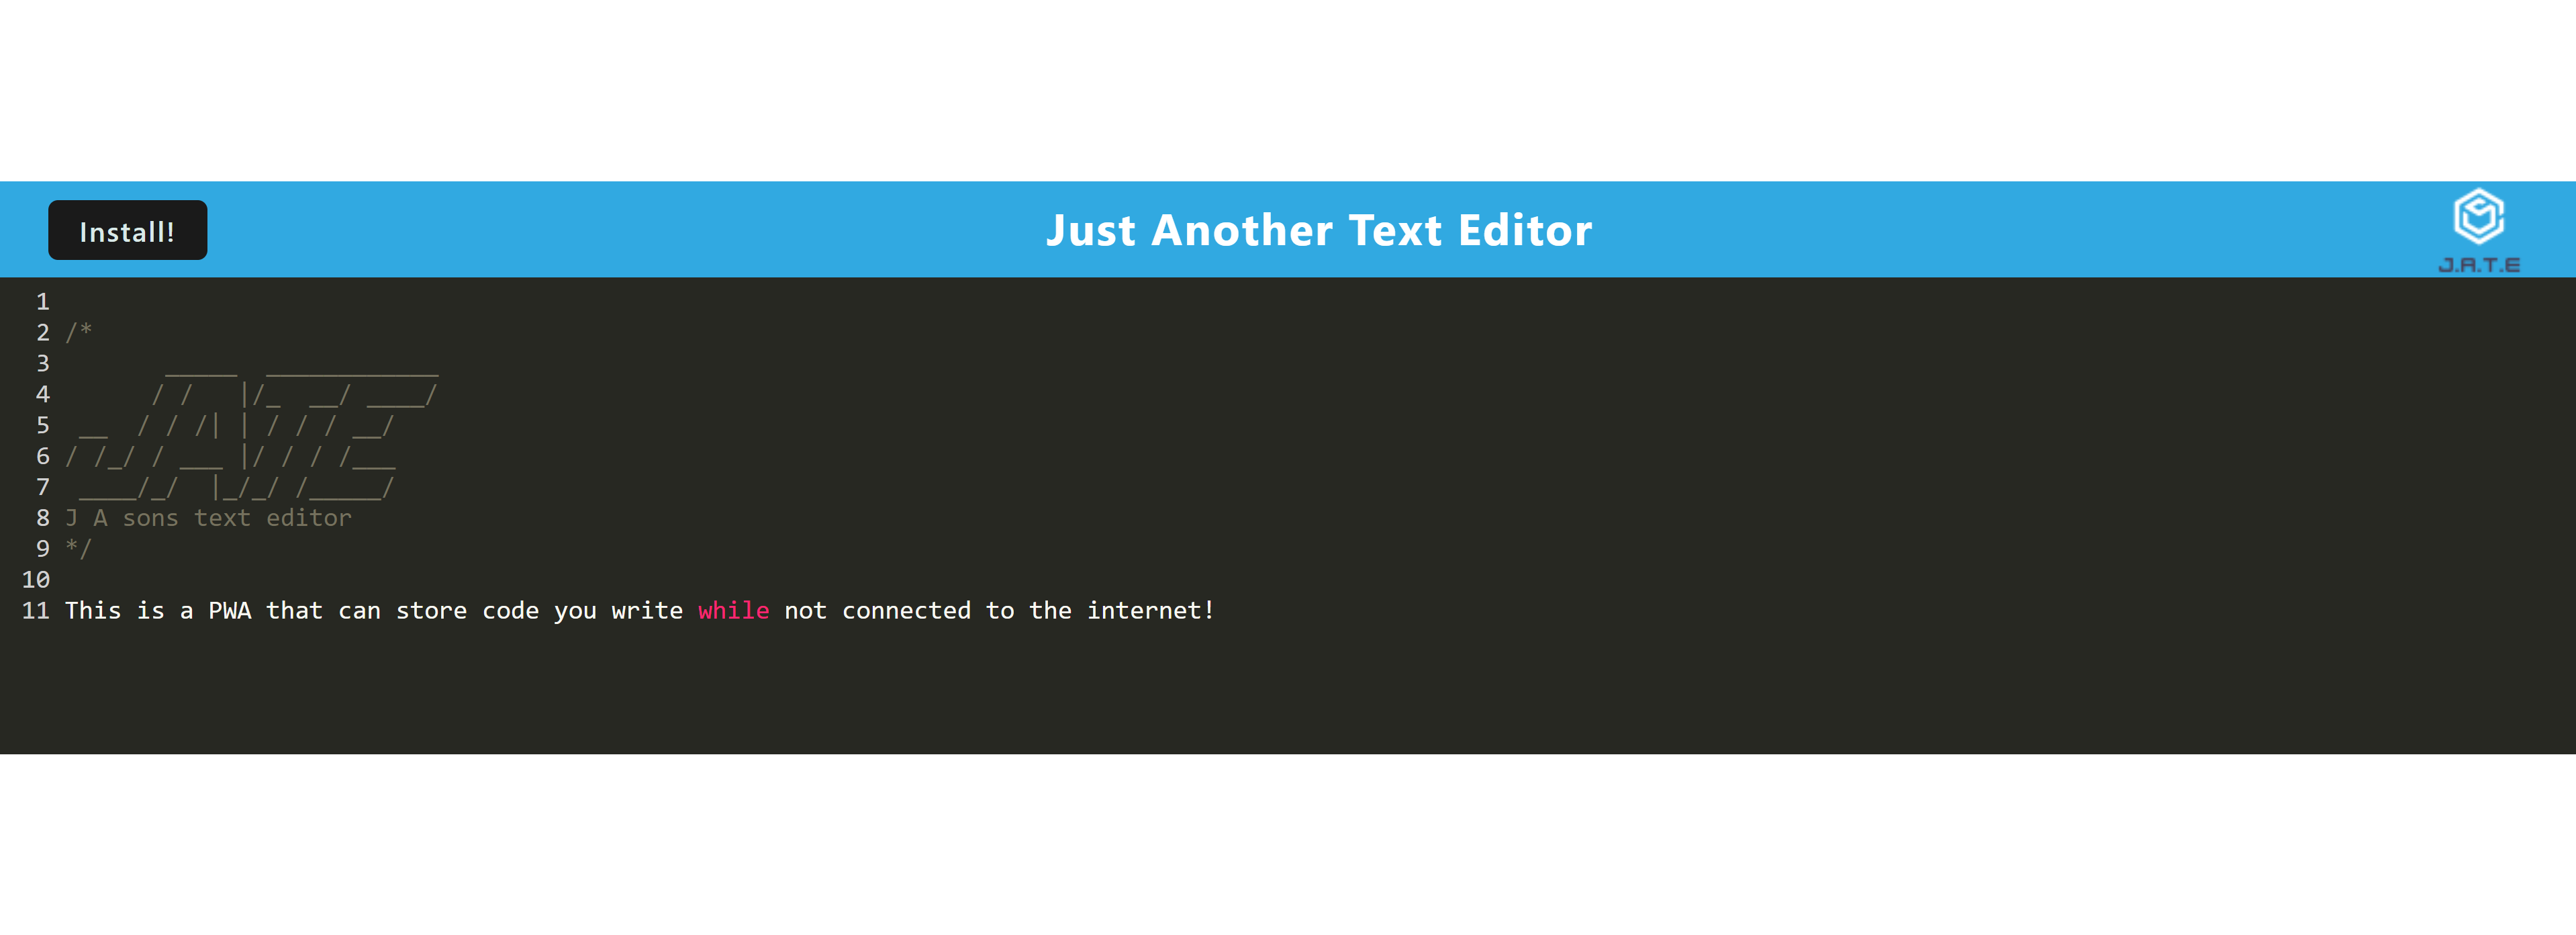 Install!
Just Another Text Editor
J.A.T.E
1
2 /*
3        _____  ____________
4       / /   |/_  __/ ____/
5  __  / / /| | / / / __/
6 / /_/ / ___ |/ / / /___
7  ____/_/  |_/_/ /_____/
8 J A sons text editor
9 */
10
11 This is a PWA that can store code you write while not connected to the internet!